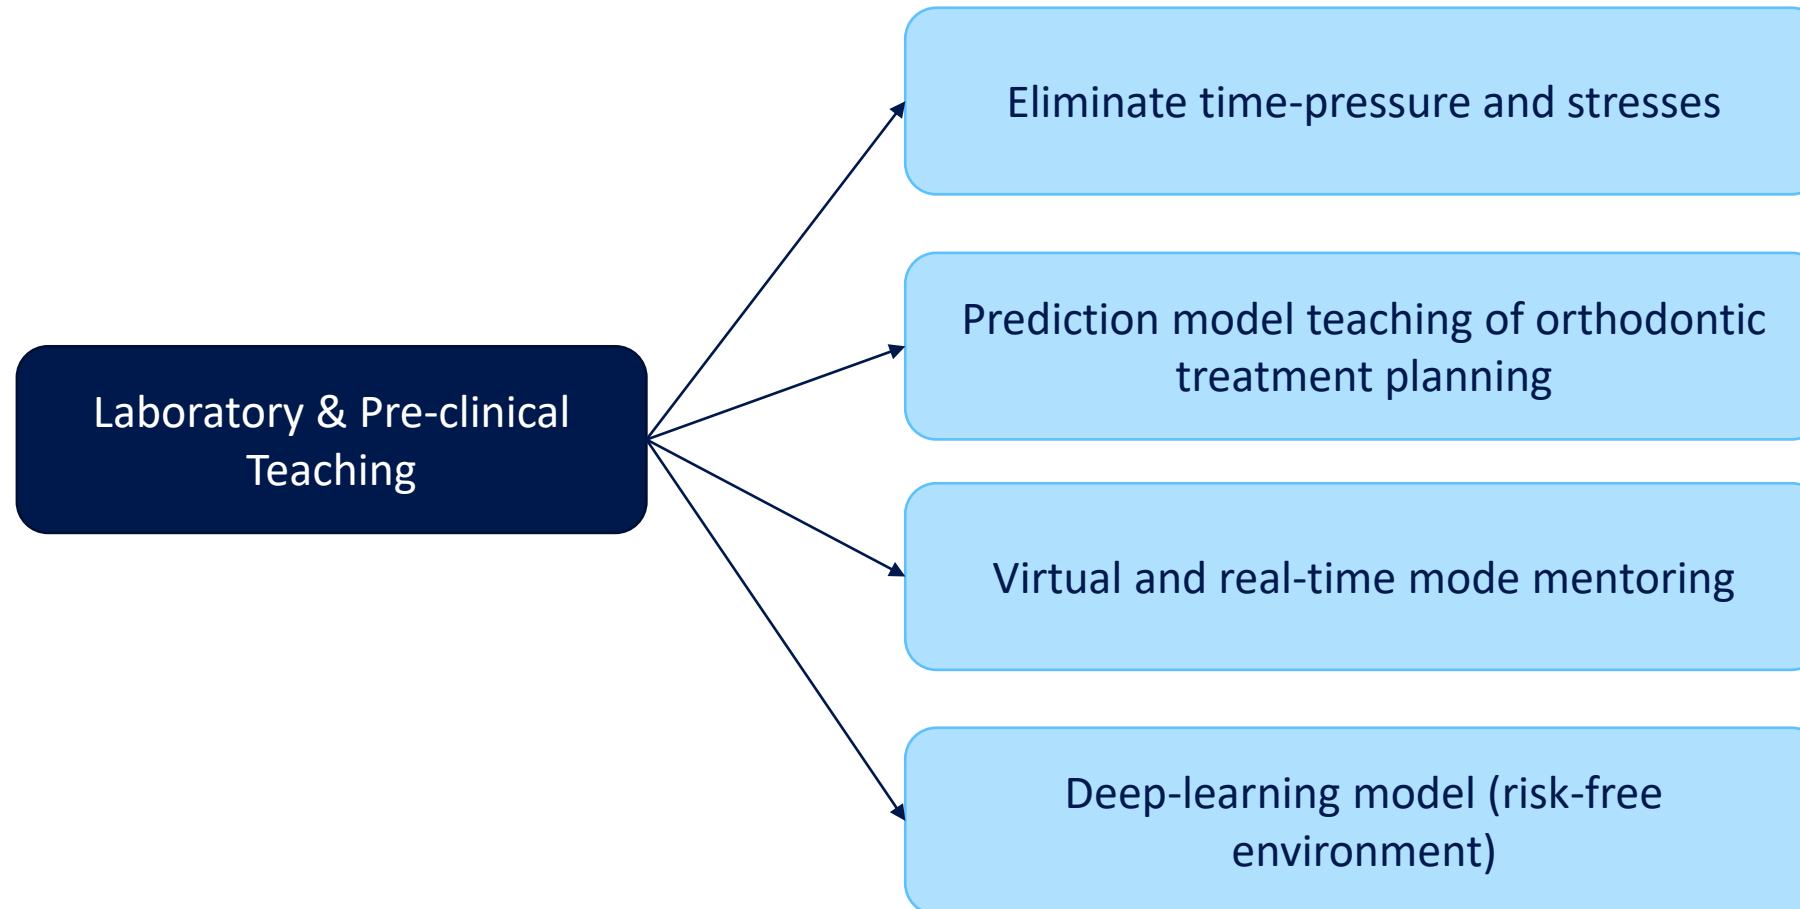 Eliminate time-pressure and stresses
Prediction model teaching of orthodontic
treatment planning
Laboratory & Pre-clinical
Teaching
Virtual and real-time mode mentoring
Deep-learning model (risk-free
environment)